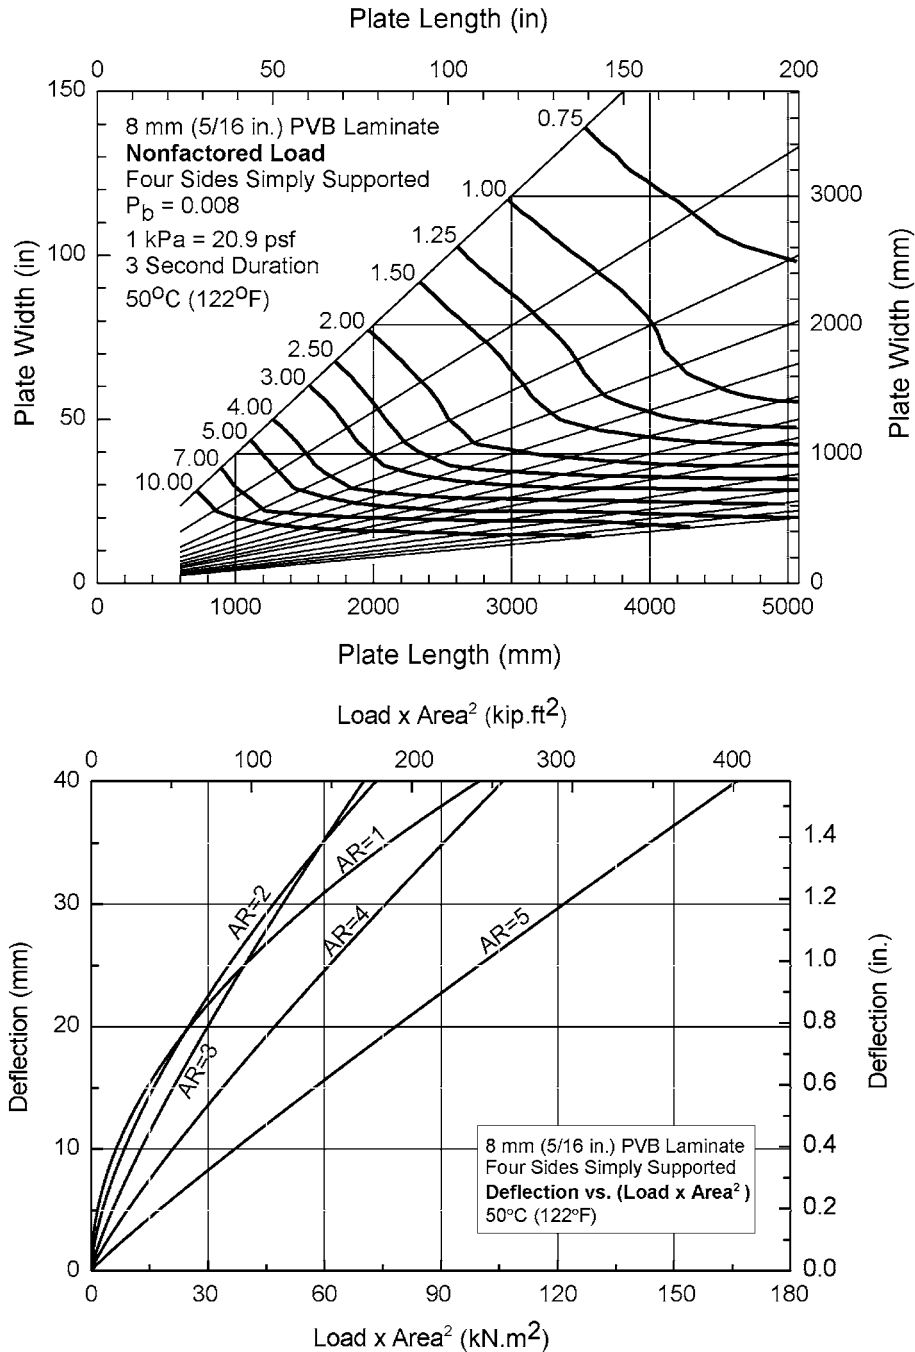 Plate Length (in)
0 50 100 150 200
150
100
50
0
Plate Width (in)
8 mm (5/16 in.) PVB Laminate
Nonfactored Load
Four Sides Simply Supported
Pb = 0.008
1 kPa = 20.9 psf
3 Second Duration
50°C (122°F)
0.75
1.00
1.25
1.50
2.00
2.50
3.00
4.00
5.00
7.00
10.00
3000
2000
1000
0
Plate Width (mm)
0 1000 2000 3000 4000 5000
Plate Length (mm)
Load x Area² (kip.ft²)
0 100 200 300 400
40
30
20
10
0
Deflection (mm)
AR=1
AR=2
AR=3
AR=4
AR=5
1.4
1.2
1.0
0.8
0.6
0.4
0.2
0.0
Deflection (in.)
8 mm (5/16 in.) PVB Laminate
Four Sides Simply Supported
Deflection vs. (Load x Area²)
50°C (122°F)
0 30 60 90 120 150 180
Load x Area² (kN.m²)